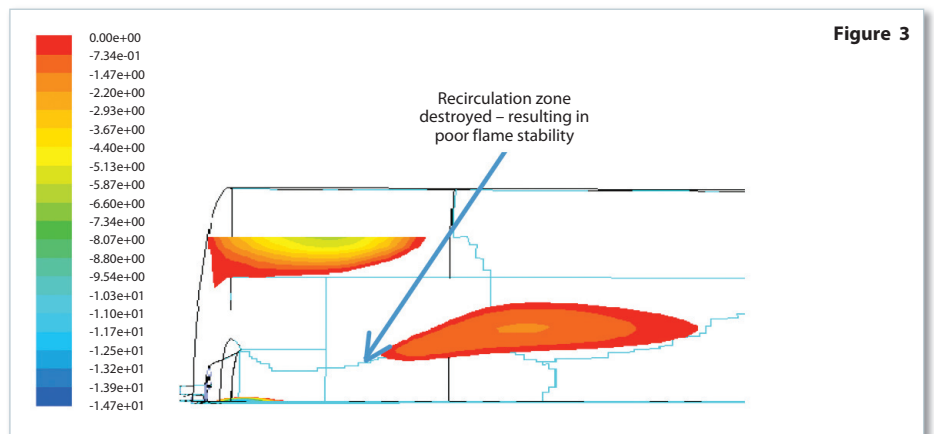 Figure 3
0.00e+00
-7.34e-01
-1.47e+00
-2.20e+00
-2.93e+00
-3.67e+00
-4.40e+00
-5.13e+00
-5.87e+00
-6.60e+00
-7.34e+00
-8.07e+00
-8.80e+00
-9.54e+00
-1.03e+01
-1.10e+01
-1.17e+01
-1.25e+01
-1.32e+01
-1.39e+01
-1.47e+01
Recirculation zone
destroyed – resulting in
poor flame stability